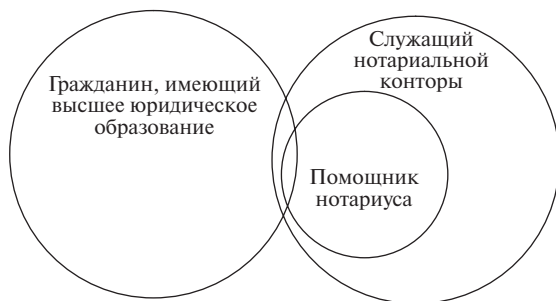 Гражданин, имеющий
высшее юридическое
образование
Служащий
нотариальной
конторы
Помощник
нотариуса